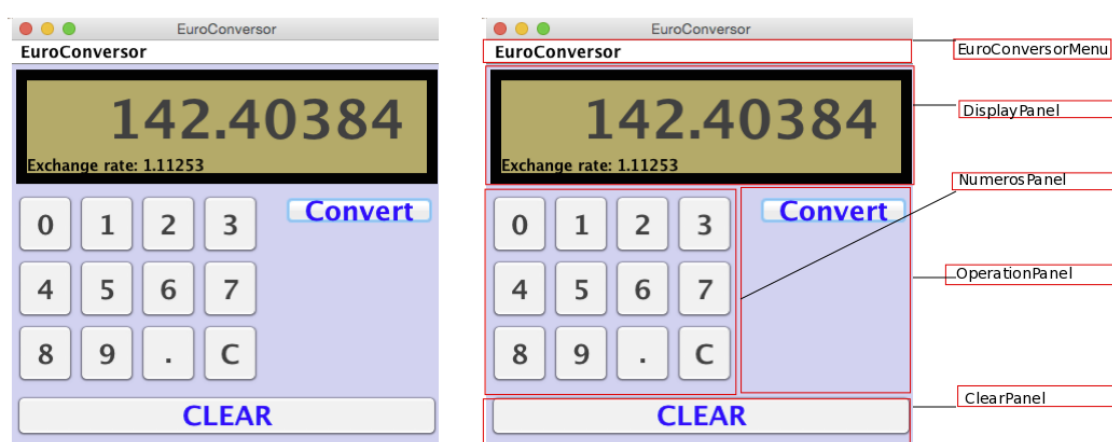 EuroConversor
EuroConversor
142.40384
Exchange rate: 1.11253
0 1 2 3 Convert
4 5 6 7
8 9 . C
CLEAR
EuroConversor
EuroConversor
142.40384
Exchange rate: 1.11253
0 1 2 3 Convert
4 5 6 7
8 9 . C
CLEAR
EuroConversorMenu
DisplayPanel
NumerosPanel
OperationPanel
ClearPanel